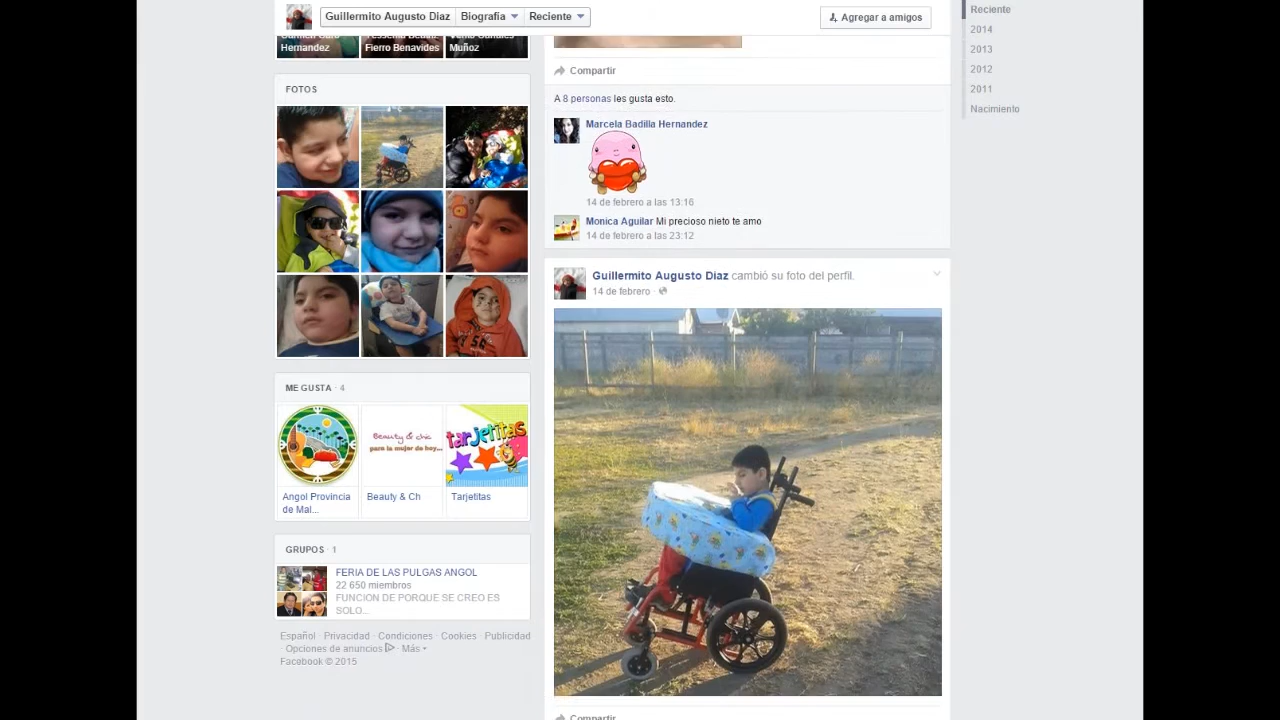 Guillermito Augusto Diaz Biografía Reciente
Agregar a amigos
Reciente
2014
2013
2012
2011
Nacimiento
Hernandez
Fierro Benavides
Muñoz
FOTOS
ME GUSTA · 4
tarjetitas
Angol Provincia de Mal...
Beauty & Ch
Tarjetitas
GRUPOS · 1
FERIA DE LAS PULGAS ANGOL
22 650 miembros
FUNCION DE PORQUE SE CREO ES
SOLO...
Español · Privacidad · Condiciones · Cookies · Publicidad
· Opciones de anuncios · Más
Facebook © 2015
Compartir
A 8 personas les gusta esto.
Marcela Badilla Hernandez
14 de febrero a las 13:16
Monica Aguilar Mi precioso nieto te amo
14 de febrero a las 23:12
Guillermito Augusto Diaz cambió su foto del perfil.
14 de febrero ·
Compartir